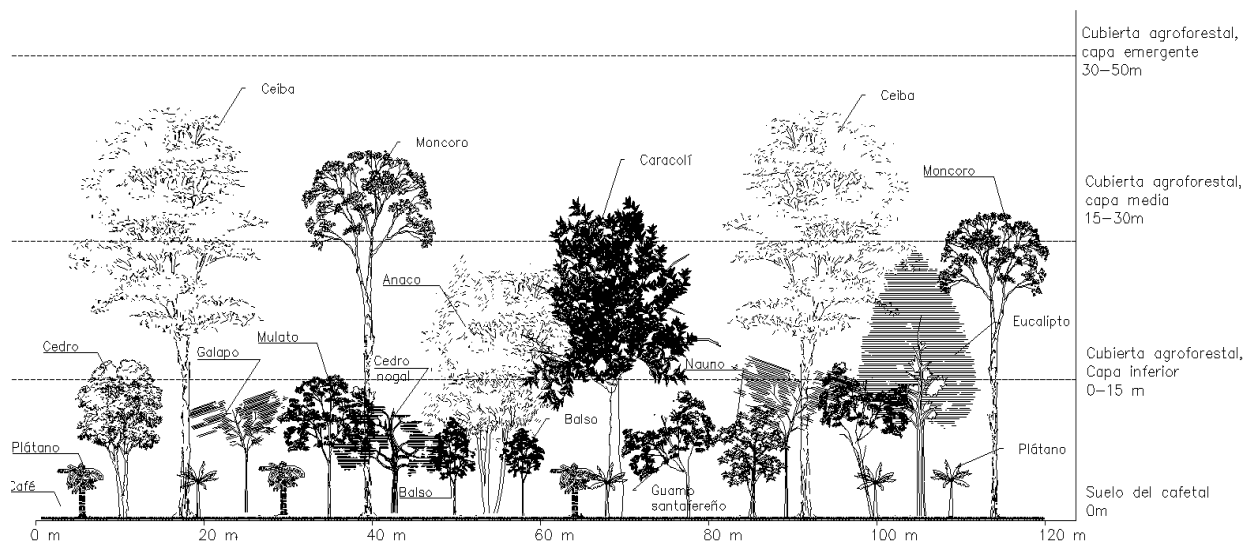 Cubierta agroforestal,
capa emergente
30-50m
Ceiba
Ceiba
Moncoro
Caracolí
Moncoro
Cubierta agroforestal,
capa media
15-30m
Anaco
Eucalipto
Mulato
Cedro
Galapo
Cedro
nogal
Nauno
Cubierta agroforestal,
Capa inferior
0-15 m
Balso
Plátano
Plátano
Café
Balso
Guamo
santafereño
Suelo del cafetal
0m
0 m
20 m
40 m
60 m
80 m
100 m
120 m